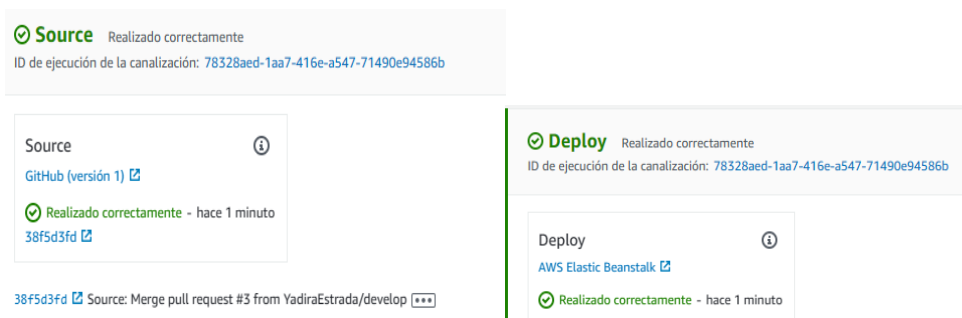 Source Realizado correctamente
ID de ejecución de la canalización: 78328aed-1aa7-416e-a547-71490e94586b
Source
GitHub (versión 1)
Realizado correctamente - hace 1 minuto
38f5d3fd
38f5d3fd Source: Merge pull request #3 from YadiraEstrada/develop
Deploy Realizado correctamente
ID de ejecución de la canalización: 78328aed-1aa7-416e-a547-71490e94586b
Deploy
AWS Elastic Beanstalk
Realizado correctamente - hace 1 minuto